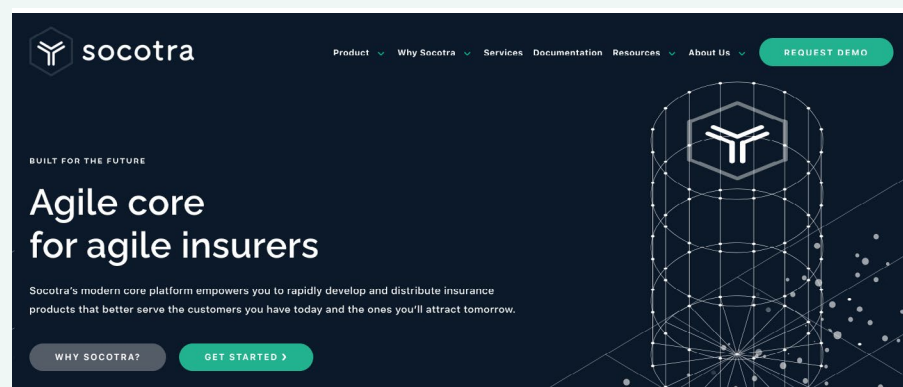 socotra
Product Why Socotra Services Documentation Resources About Us REQUEST DEMO
BUILT FOR THE FUTURE
Agile core
for agile insurers
Socotra's modern core platform empowers you to rapidly develop and distribute insurance
products that better serve the customers you have today and the ones you'll attract tomorrow.
WHY SOCOTRA? GET STARTED